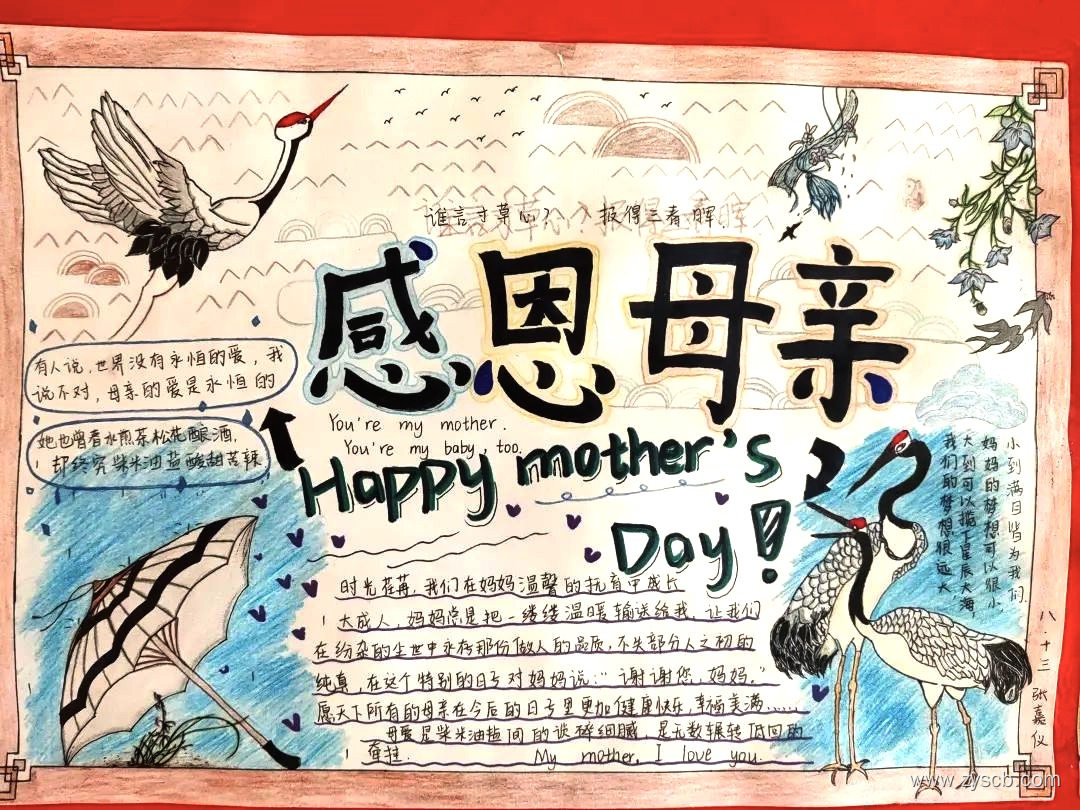 谁言寸草心？ 报得三春晖
感恩母亲
有人说，世界没有永恒的爱，我
说不对，母亲的爱是永恒的
她也曾春水煎茶松花酿酒，
却终究柴米油盐酸甜苦辣
You're my mother.
You're my baby, too.
Happy mother's
Day!
时光荏苒，我们在妈妈温馨的抚育中成长
大成人，妈妈总是把一缕缕温暖输送给我，让我们
在纷杂的尘世中永存那份做人的品质，不失部分人之初的
纯真，在这个特别的日子对妈妈说：“谢谢您，妈妈。”
愿天下所有的母亲在今后的日子里更加健康快乐，幸福美满……
母爱是柴米油盐间的谈碎细腻，是无数辗转低回的
牵挂. My mother, I love you.
小到满目皆为我们，
妈妈的梦想可以很小，
大到可以揽下星辰大海，
我们的梦想很远大
八·十三 张嘉仪
www.zyscb.com